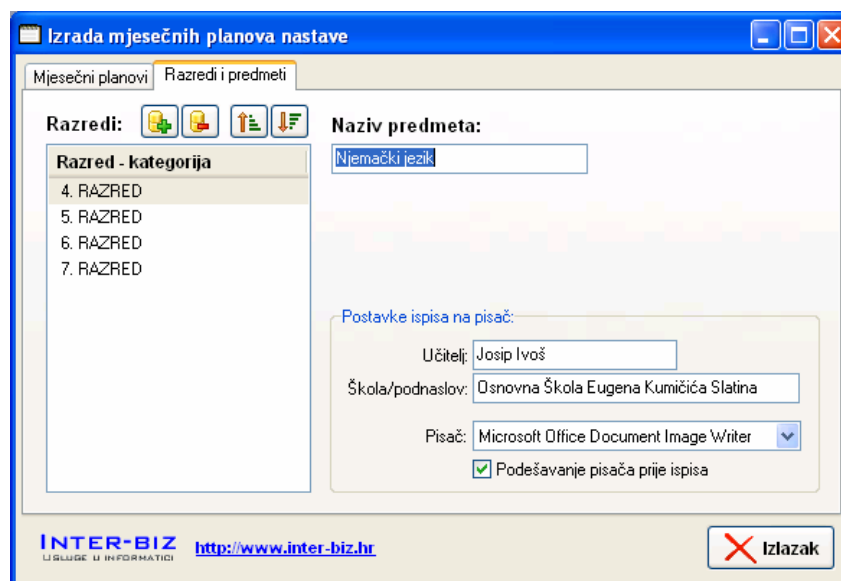 Izrada mjesečnih planova nastave
Mjesečni planovi
Razredi i predmeti
Razredi:
Razred - kategorija
4. RAZRED
5. RAZRED
6. RAZRED
7. RAZRED
Naziv predmeta:
Njemački jezik
Postavke ispisa na pisač:
Učitelj: Josip Ivoš
Škola/podnaslov: Osnovna Škola Eugena Kumičića Slatina
Pisač: Microsoft Office Document Image Writer
Podešavanje pisača prije ispisa
INTER-BIZ
USLUGE U INFORMATICI
http://www.inter-biz.hr
Izlazak